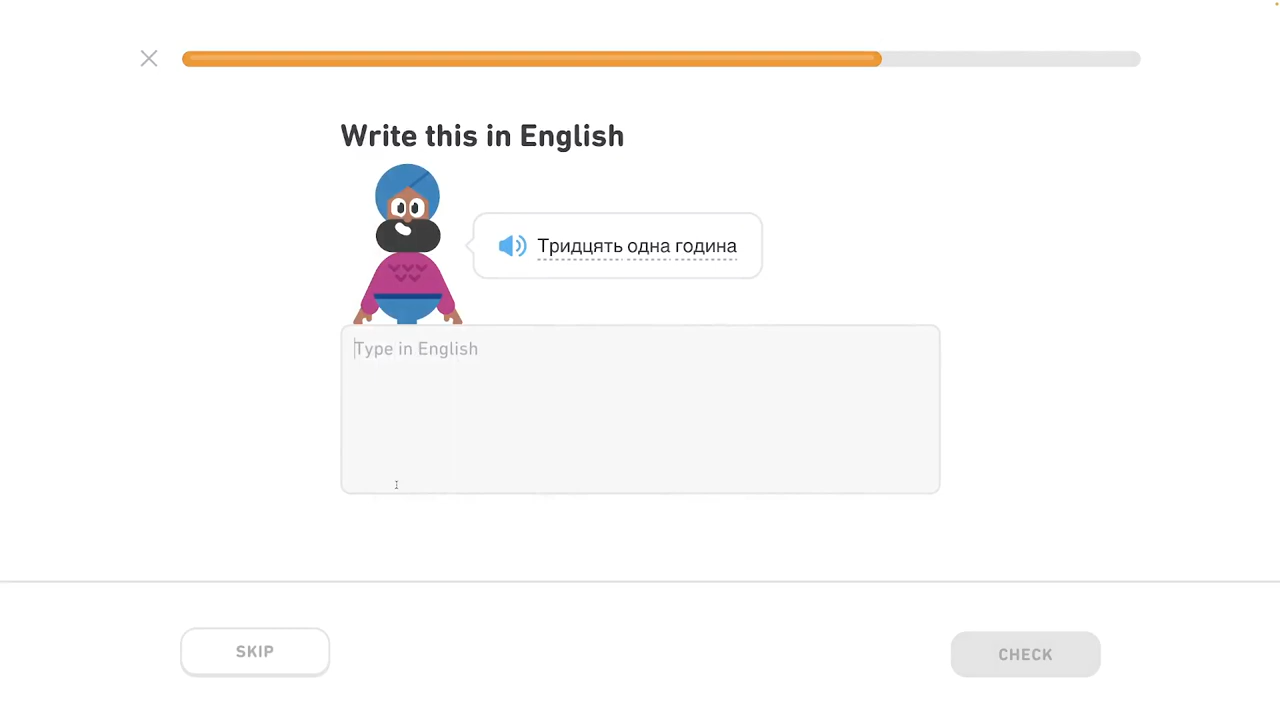 Write this in English
Тридцять одна година
Type in English
SKIP
CHECK